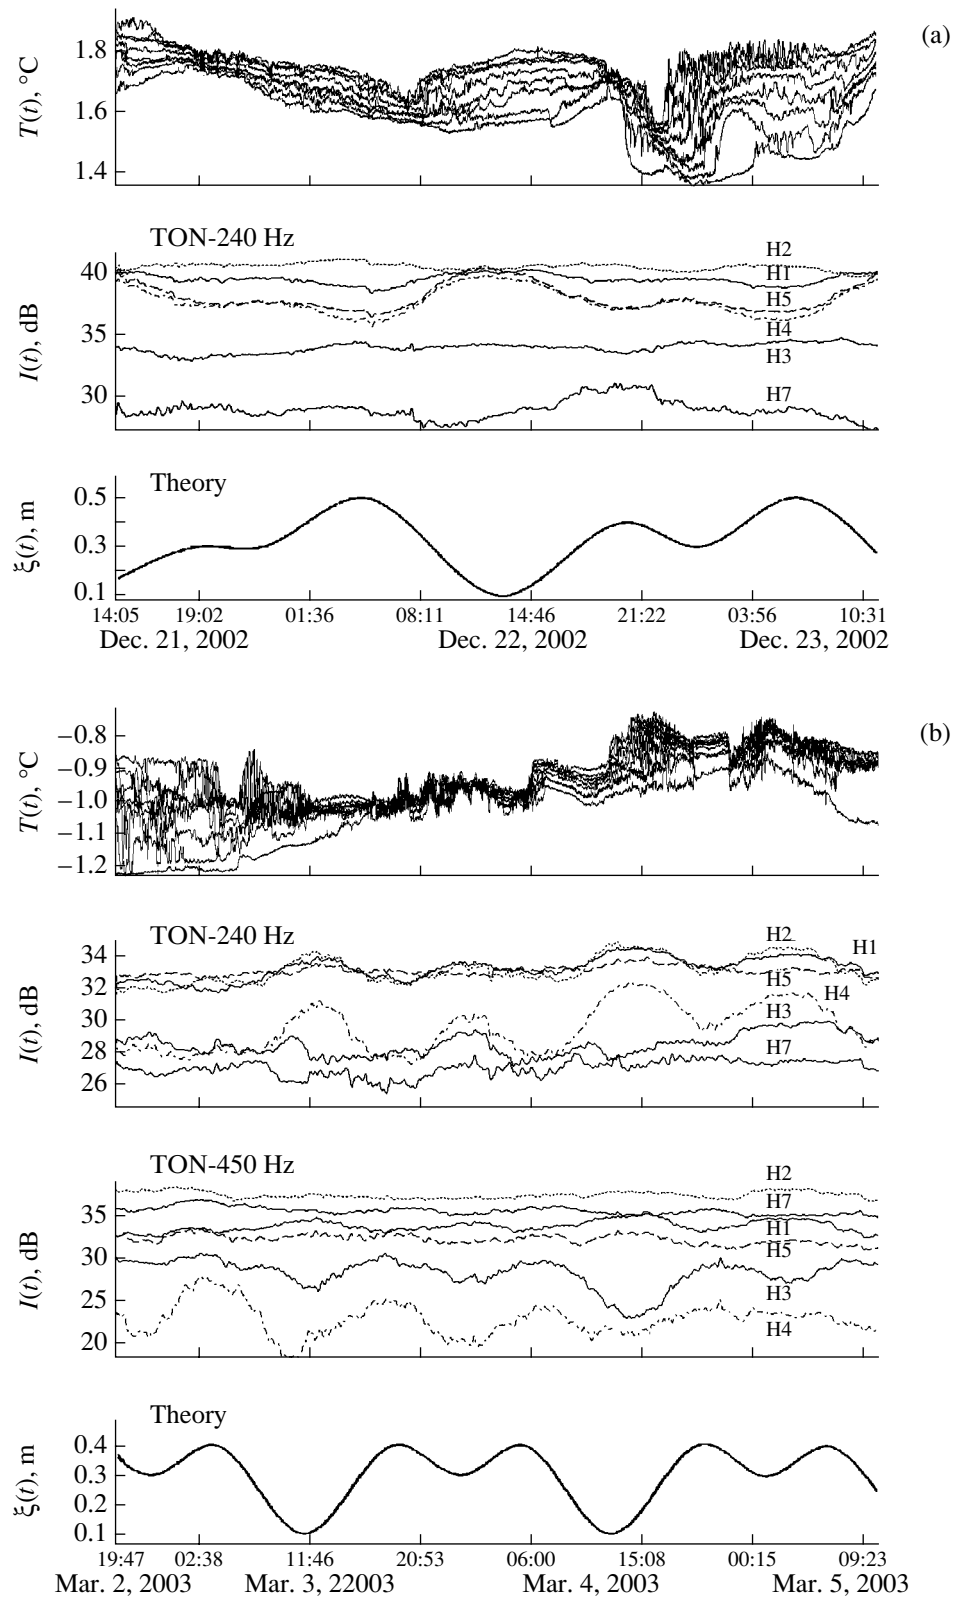 (a)
1.8
1.6
1.4
T(t), °C
TON-240 Hz
40
35
30
I(t), dB
H2
H1
H5
H4
H3
H7
Theory
0.5
0.3
0.1
ξ(t), m
14:05 19:02 01:36 08:11 14:46 21:22 03:56 10:31
Dec. 21, 2002 Dec. 22, 2002 Dec. 23, 2002
(b)
–0.8
–0.9
–1.0
–1.1
–1.2
T(t), °C
TON-240 Hz
34
32
30
28
26
I(t), dB
H2
H1
H5
H4
H3
H7
TON-450 Hz
35
30
25
20
I(t), dB
H2
H7
H1
H5
H3
H4
Theory
0.4
0.3
0.2
0.1
ξ(t), m
19:47 02:38 11:46 20:53 06:00 15:08 00:15 09:23
Mar. 2, 2003 Mar. 3, 22003 Mar. 4, 2003 Mar. 5, 2003